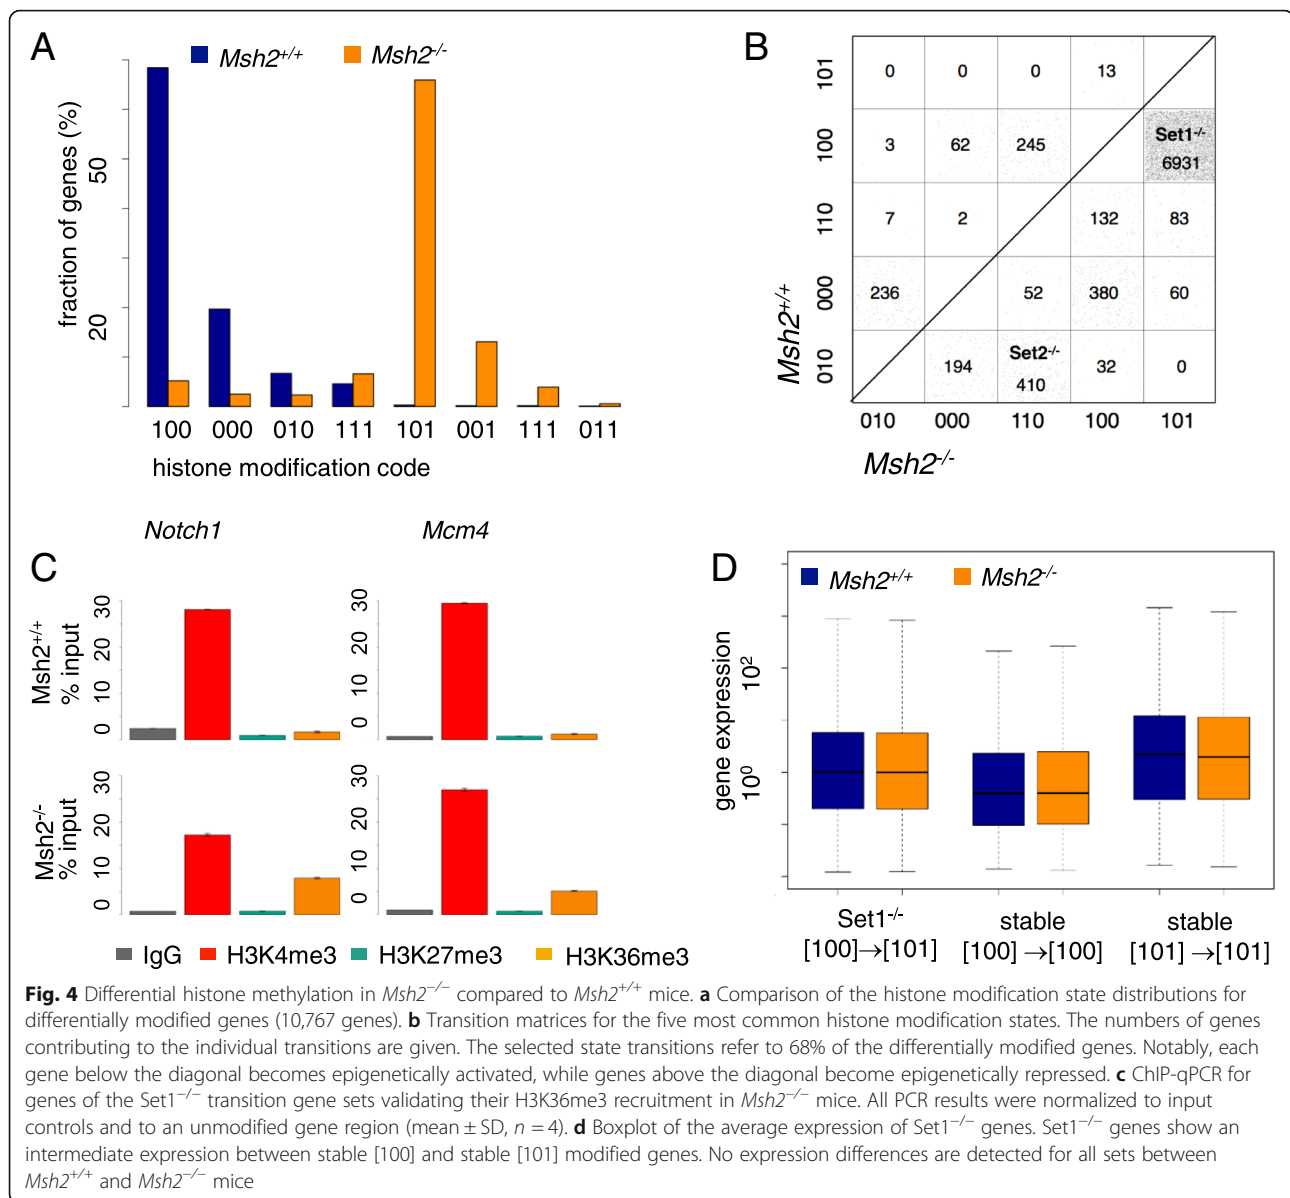 A
Msh2+/+
Msh2-/-
fraction of genes (%)
50
20
100 000 010 111 101 001 111 011
histone modification code
B
Msh2+/+
101 0 0 0 13
100 3 62 245 Set1-/- 6931
110 7 2 132 83
000 236 52 380 60
010 194 Set2-/- 410 32 0
010 000 110 100 101
Msh2-/-
C
Notch1 Mcm4
Msh2+/+
% input
30 20 10 0
30 20 10 0
Msh2-/-
% input
30 20 10 0
30 20 10 0
IgG H3K4me3 H3K27me3 H3K36me3
D
Msh2+/+ Msh2-/-
gene expression
10²
10⁰
Set1-/- stable stable
[100]→[101] [100]→[100] [101]→[101]
Fig. 4 Differential histone methylation in Msh2−/− compared to Msh2+/+ mice. a Comparison of the histone modification state distributions for
differentially modified genes (10,767 genes). b Transition matrices for the five most common histone modification states. The numbers of genes
contributing to the individual transitions are given. The selected state transitions refer to 68% of the differentially modified genes. Notably, each
gene below the diagonal becomes epigenetically activated, while genes above the diagonal become epigenetically repressed. c ChIP-qPCR for
genes of the Set1−/− transition gene sets validating their H3K36me3 recruitment in Msh2−/− mice. All PCR results were normalized to input
controls and to an unmodified gene region (mean ± SD, n = 4). d Boxplot of the average expression of Set1−/− genes. Set1−/− genes show an
intermediate expression between stable [100] and stable [101] modified genes. No expression differences are detected for all sets between
Msh2+/+ and Msh2−/− mice